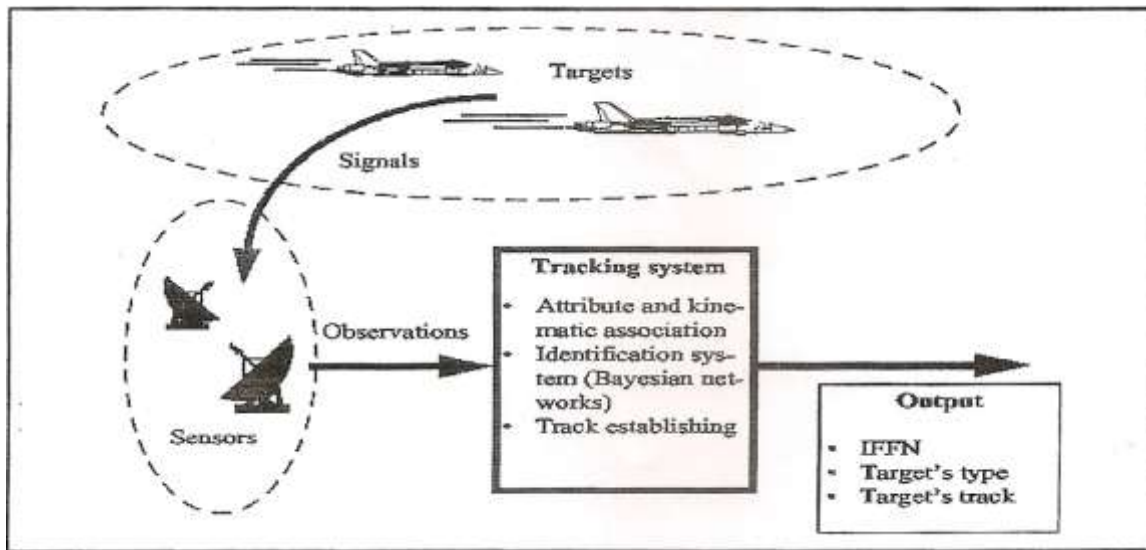 Targets
Signals
Sensors
Observations
Tracking system
• Attribute and kine-
matic association
• Identification sys-
tem (Bayesian net-
works)
• Track establishing
Output
• IFFN
• Target's type
• Target's track